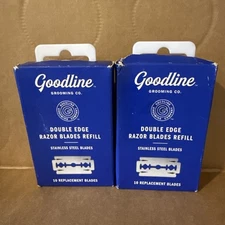 Goodline
GROOMING CO.
DOUBLE EDGE
RAZOR BLADES REFILL
STAINLESS STEEL BLADES
10 REPLACEMENT BLADES
Goodline
GROOMING CO.
DOUBLE EDGE
RAZOR BLADES REFILL
STAINLESS STEEL BLADES
10 REPLACEMENT BLADES